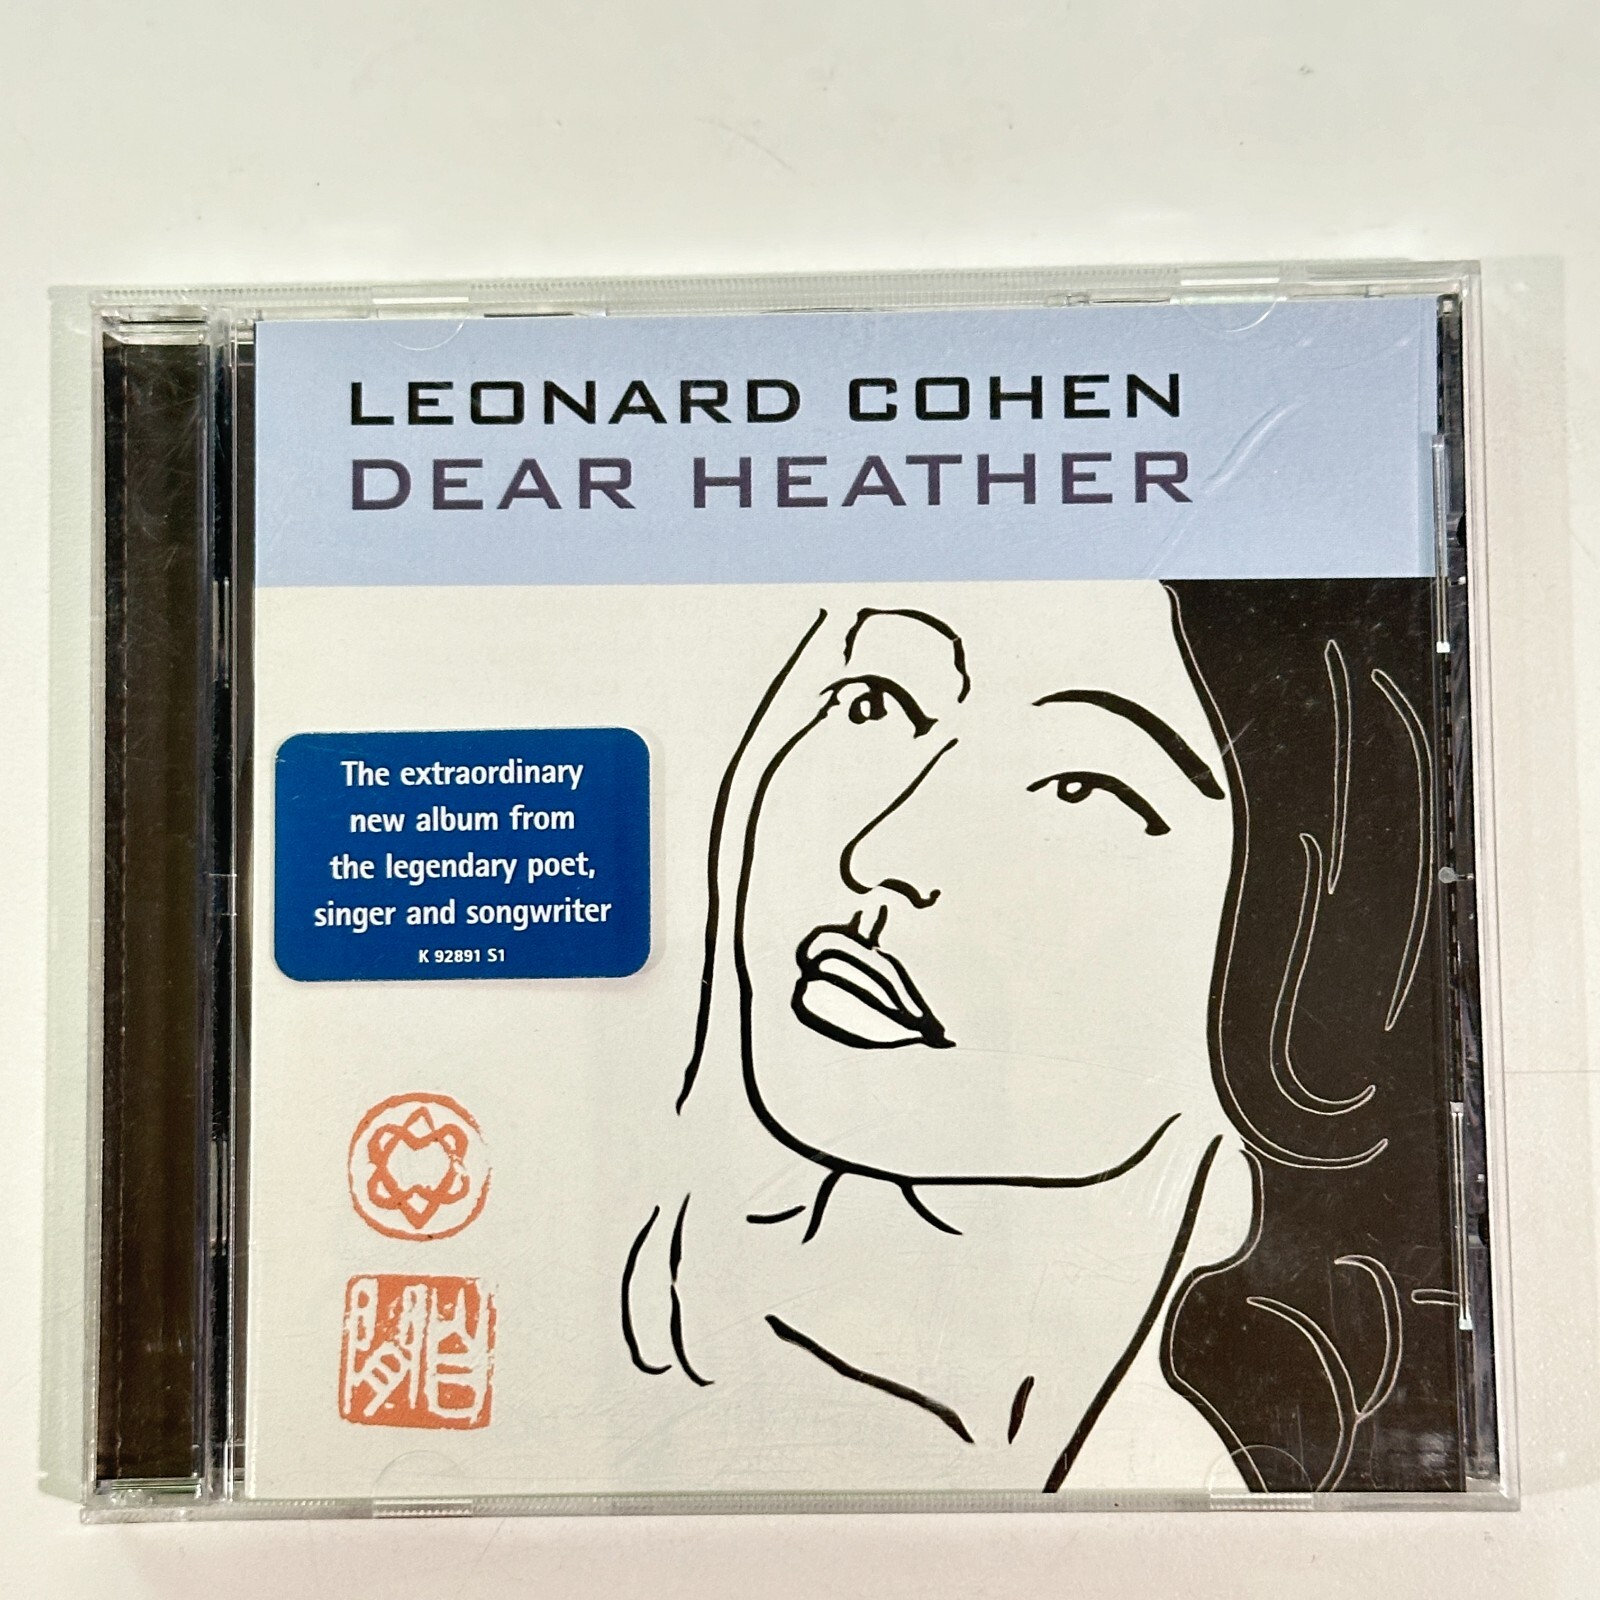 LEONARD COHEN
DEAR HEATHER
The extraordinary
new album from
the legendary poet,
singer and songwriter
K 92891 S1